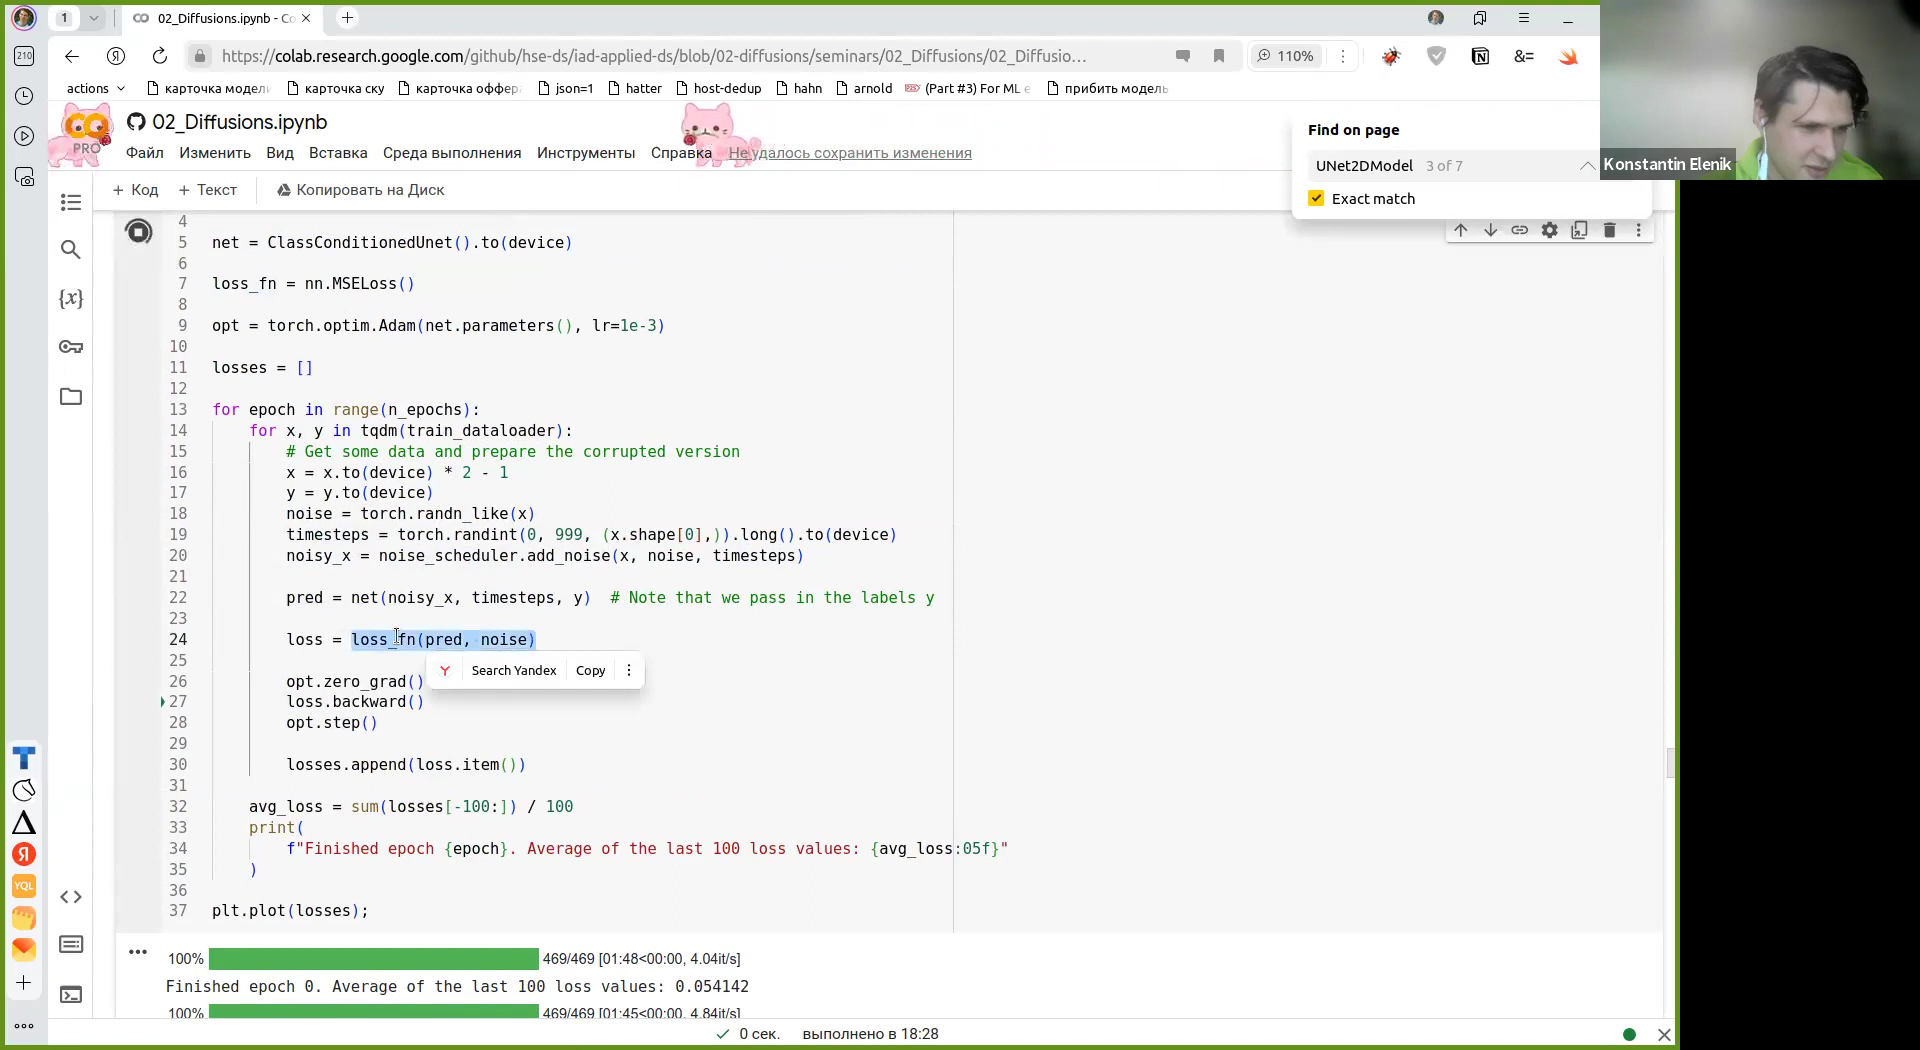 1
02_Diffusions.ipynb - Co
210
https://colab.research.google.com/github/hse-ds/iad-applied-ds/blob/02-diffusions/seminars/02_Diffusions/02_Diffusio...
110%
actions
карточка модели
карточка ску
карточка оффер
json=1
hatter
host-dedup
hahn
arnold
(Part #3) For ML e
прибить модель
PRO
02_Diffusions.ipynb
Файл Изменить Вид Вставка Среда выполнения Инструменты Справка Не удалось сохранить изменения
Find on page
UNet2DModel 3 of 7
Exact match
Konstantin Elenik
+ Код + Текст Копировать на Диск
4
5 net = ClassConditionedUnet().to(device)
6
7 loss_fn = nn.MSELoss()
8
9 opt = torch.optim.Adam(net.parameters(), lr=1e-3)
10
11 losses = []
12
13 for epoch in range(n_epochs):
14 for x, y in tqdm(train_dataloader):
15 # Get some data and prepare the corrupted version
16 x = x.to(device) * 2 - 1
17 y = y.to(device)
18 noise = torch.randn_like(x)
19 timesteps = torch.randint(0, 999, (x.shape[0],)).long().to(device)
20 noisy_x = noise_scheduler.add_noise(x, noise, timesteps)
21
22 pred = net(noisy_x, timesteps, y)  # Note that we pass in the labels y
23
24 loss = loss_fn(pred, noise)
25
Search Yandex Copy
26 opt.zero_grad()
27 loss.backward()
28 opt.step()
29
30 losses.append(loss.item())
31
32 avg_loss = sum(losses[-100:]) / 100
33 print(
34 f"Finished epoch {epoch}. Average of the last 100 loss values: {avg_loss:05f}"
35 )
36
37 plt.plot(losses);
100% 469/469 [01:48<00:00, 4.04it/s]
Finished epoch 0. Average of the last 100 loss values: 0.054142
100% 469/469 [01:45<00:00, 4.84it/s]
0 сек. выполнено в 18:28
Я
YQL